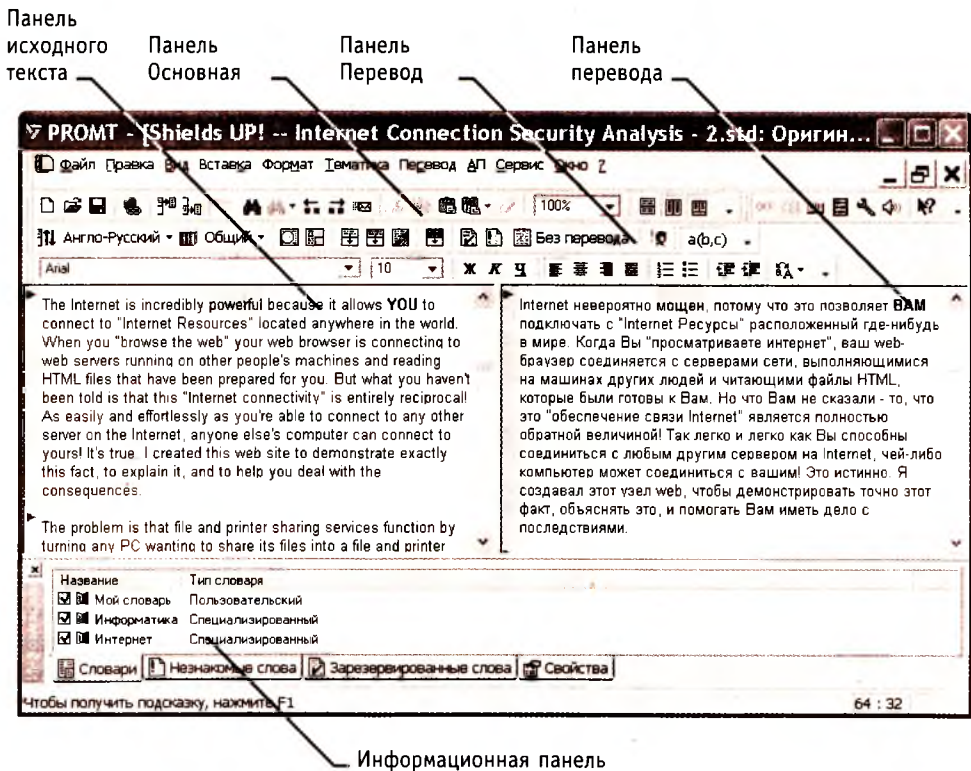 Панель
исходного
текста
Панель
Основная
Панель
Перевод
Панель
перевода
PROMT - [Shields UP! -- Internet Connection Security Analysis - 2.std: Оригин...
Файл Правка Вид Вставка Формат Тематика Перевод АП Сервис Окно ?
100%
Англо-Русский Общий Без перевода a(b,c)
Arial 10 Ж К Ч
The Internet is incredibly powerful because it allows YOU to
connect to "Internet Resources" located anywhere in the world.
When you "browse the web" your web browser is connecting to
web servers running on other people's machines and reading
HTML files that have been prepared for you. But what you haven't
been told is that this "Internet connectivity" is entirely reciprocal!
As easily and effortlessly as you're able to connect to any other
server on the Internet, anyone else's computer can connect to
yours! It's true. I created this web site to demonstrate exactly
this fact, to explain it, and to help you deal with the
consequences.
The problem is that file and printer sharing services function by
turning any PC wanting to share its files into a file and printer
Internet невероятно мощен, потому что это позволяет ВАМ
подключать с "Internet Ресурсы" расположенный где-нибудь
в мире. Когда Вы "просматриваете интернет", ваш web-
браузер соединяется с серверами сети, выполняющимися
на машинах других людей и читающими файлы HTML,
которые были готовы к Вам. Но что Вам не сказали - то, что
это "обеспечение связи Internet" является полностью
обратной величиной! Так легко и легко как Вы способны
соединиться с любым другим сервером на Internet, чей-либо
компьютер может соединиться с вашим! Это истинно. Я
создавал этот узел web, чтобы демонстрировать точно этот
факт, объяснять это, и помогать Вам иметь дело с
последствиями.
Название Тип словаря
Мой словарь Пользовательский
Информатика Специализированный
Интернет Специализированный
Словари Незнакомые слова Зарезервированные слова Свойства
Чтобы получить подсказку, нажмите F1 64 : 32
Информационная панель